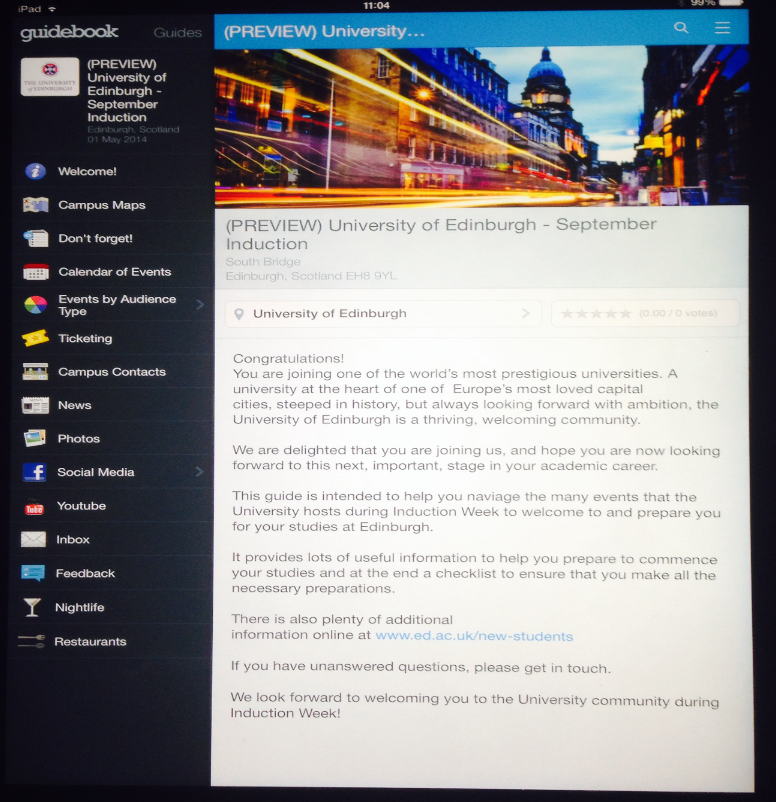 iPad
11:04
99%
guidebook
Guides
(PREVIEW) University...
(PREVIEW)
University of
Edinburgh -
September
Induction
Edinburgh, Scotland
01 May 2014
THE UNIVERSITY
of EDINBURGH
Welcome!
Campus Maps
Don't forget!
Calendar of Events
Events by Audience
Type
Ticketing
Campus Contacts
News
Photos
Social Media
Youtube
Inbox
Feedback
Nightlife
Restaurants
(PREVIEW) University of Edinburgh - September
Induction
South Bridge
Edinburgh, Scotland EH8 9YL
University of Edinburgh
(0.00 / 0 votes)
Congratulations!
You are joining one of the world's most prestigious universities. A
university at the heart of one of Europe's most loved capital
cities, steeped in history, but always looking forward with ambition, the
University of Edinburgh is a thriving, welcoming community.
We are delighted that you are joining us, and hope you are now looking
forward to this next, important, stage in your academic career.
This guide is intended to help you naviage the many events that the
University hosts during Induction Week to welcome to and prepare you
for your studies at Edinburgh.
It provides lots of useful information to help you prepare to commence
your studies and at the end a checklist to ensure that you make all the
necessary preparations.
There is also plenty of additional
information online at www.ed.ac.uk/new-students
If you have unanswered questions, please get in touch.
We look forward to welcoming you to the University community during
Induction Week!